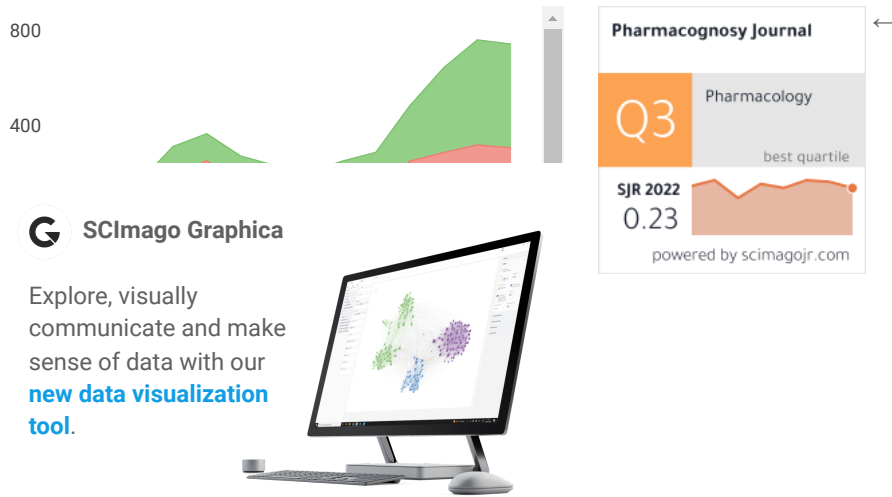 800
400
Pharmacognosy Journal
←
Q3
Pharmacology
best quartile
SJR 2022
0.23
powered by scimagojr.com
SCImago Graphica
Explore, visually
communicate and make
sense of data with our
new data visualization
tool.